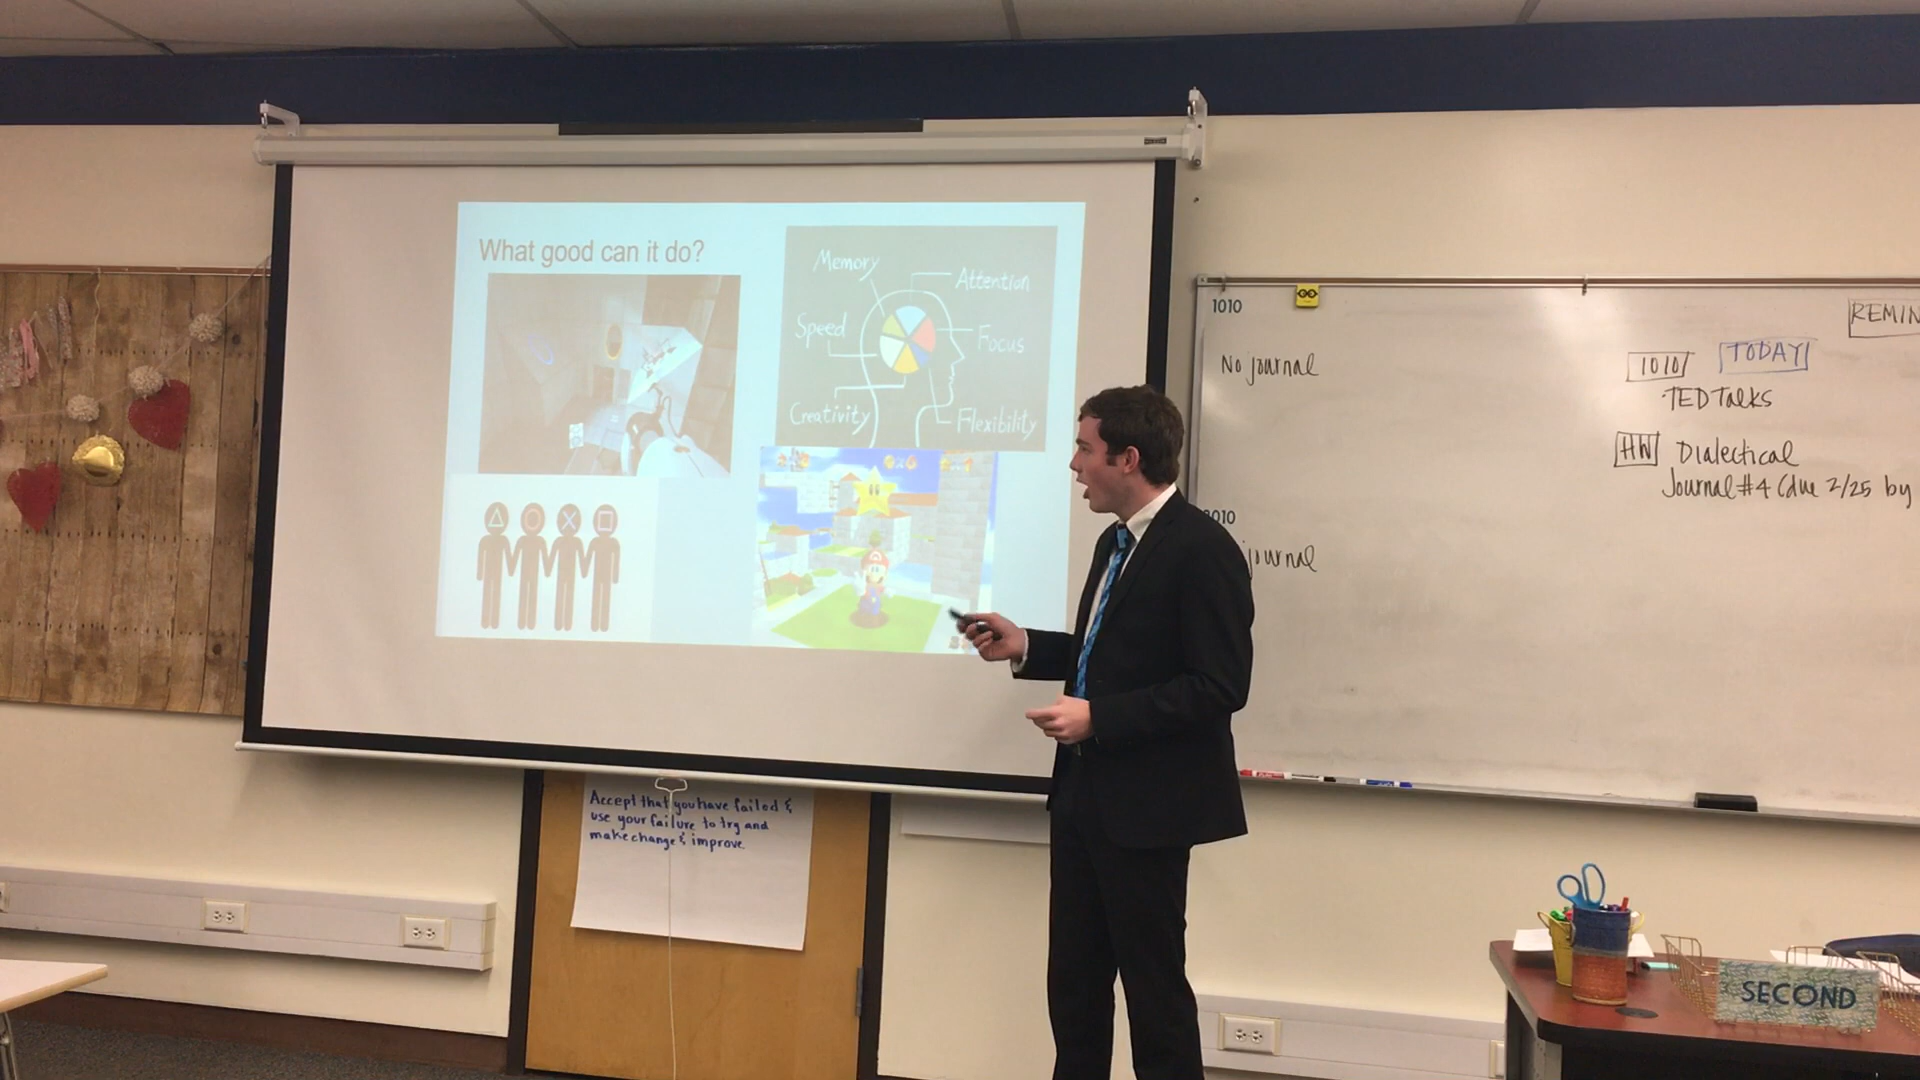 What good can it do?
Memory
Attention
Speed
Focus
Creativity
Flexibility
Accept that you have failed &
use your failure to try and
make change & improve
1010
No journal
2010
journal
REMIN
1010 TODAY
TED Talks
HW Dialectical
Journal #4 (due 2/25 by
SECOND